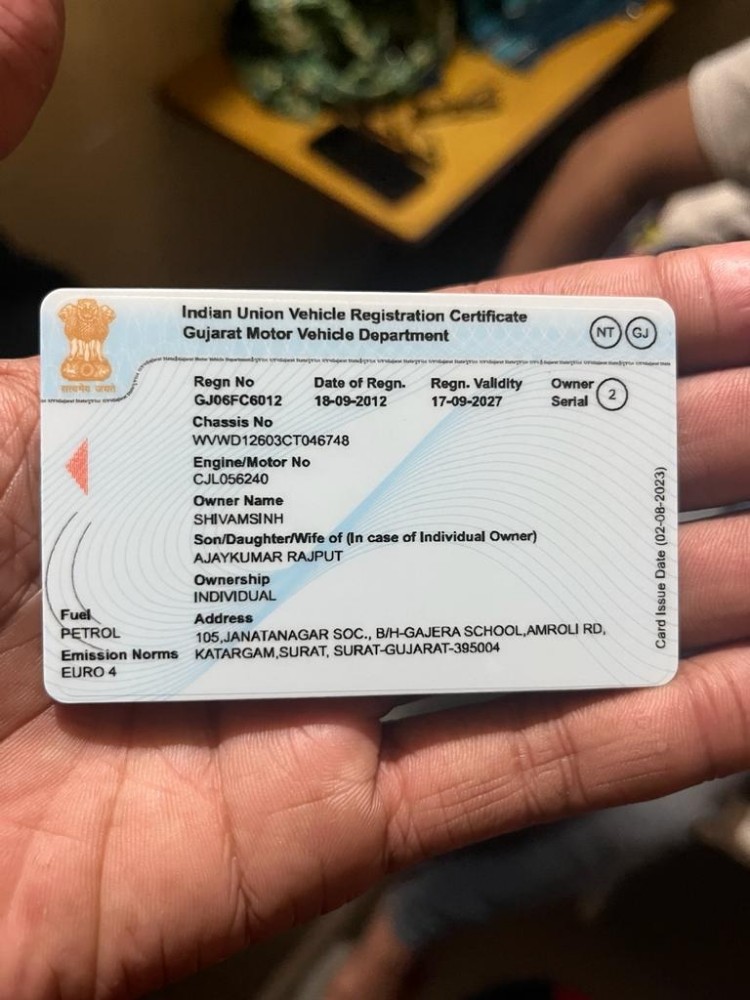 Indian Union Vehicle Registration Certificate
Gujarat Motor Vehicle Department
NT GJ
सत्यमेव जयते
Regn No Date of Regn. Regn. Validity Owner Serial 2
GJ06FC6012 18-09-2012 17-09-2027
Chassis No
WVWD12603CT046748
Engine/Motor No
CJL056240
Owner Name
SHIVAMSINH
Son/Daughter/Wife of (In case of Individual Owner)
AJAYKUMAR RAJPUT
Ownership
INDIVIDUAL
Fuel
PETROL
Emission Norms
EURO 4
Address
105,JANATANAGAR SOC., B/H-GAJERA SCHOOL,AMROLI RD,
KATARGAM,SURAT, SURAT-GUJARAT-395004
Card Issue Date (02-08-2023)